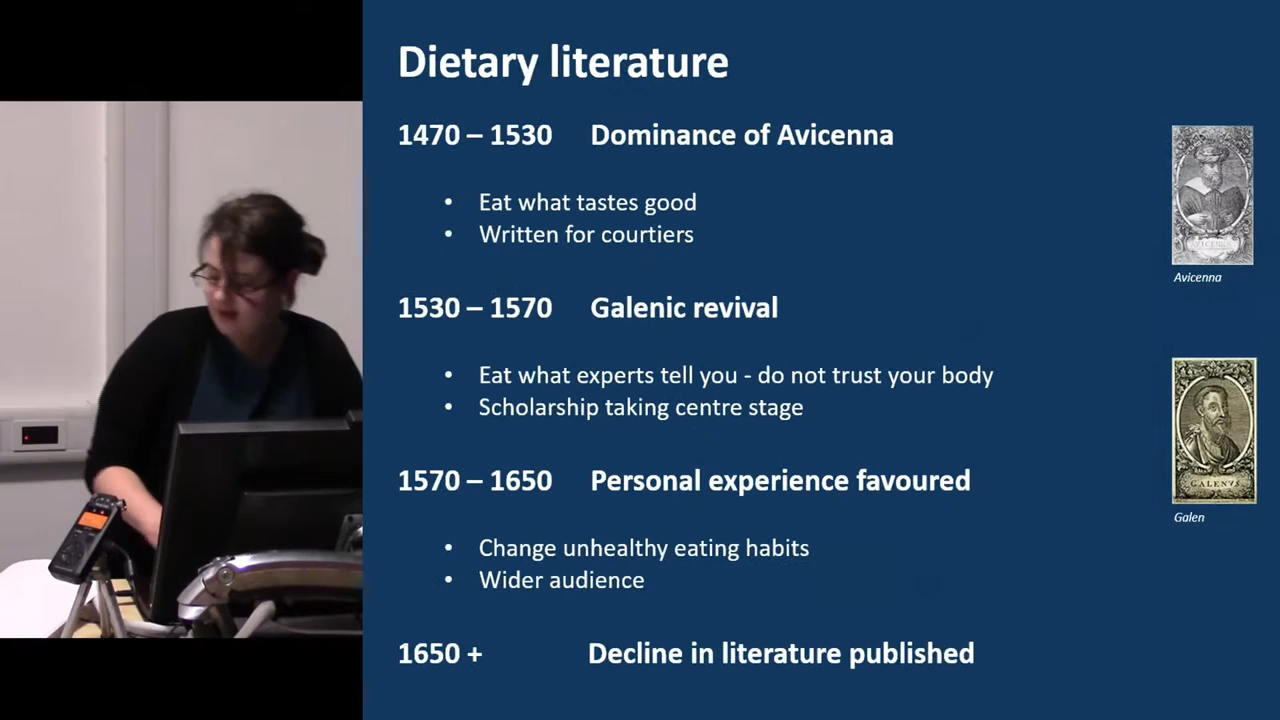 Dietary literature
1470 – 1530 Dominance of Avicenna
• Eat what tastes good
• Written for courtiers
Avicenna
1530 – 1570 Galenic revival
• Eat what experts tell you - do not trust your body
• Scholarship taking centre stage
GALENVS
Galen
1570 – 1650 Personal experience favoured
• Change unhealthy eating habits
• Wider audience
1650 + Decline in literature published